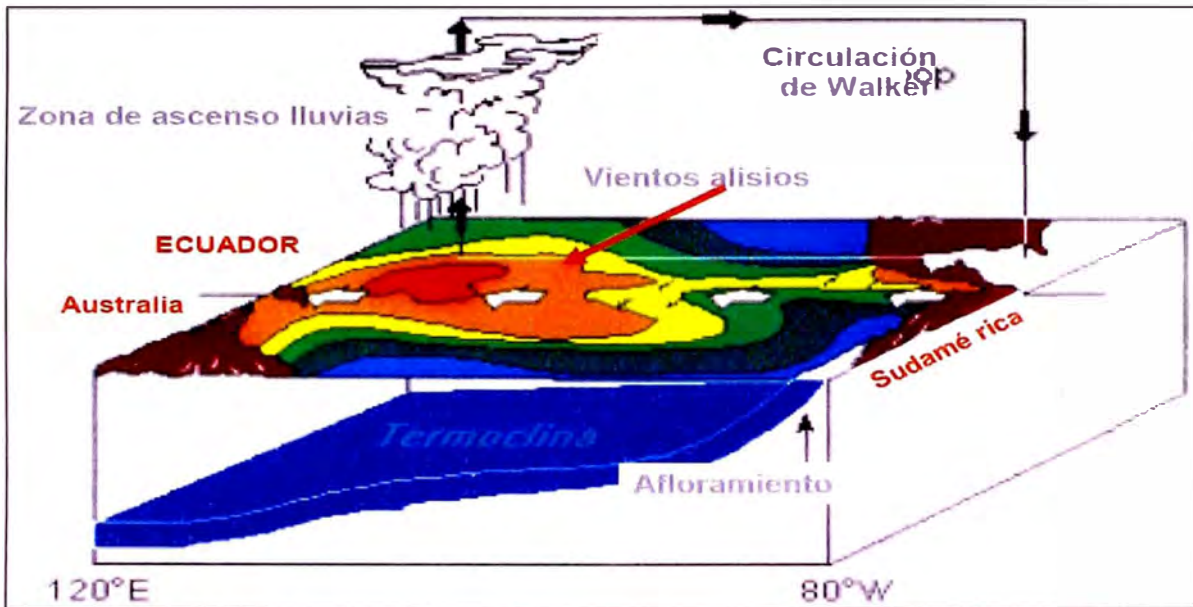 Circulación
de Walker
Zona de ascenso lluvias
Vientos alisios
ECUADOR
Australia
Sudamé rica
Termoclina
Afloramiento
120°E
80°W